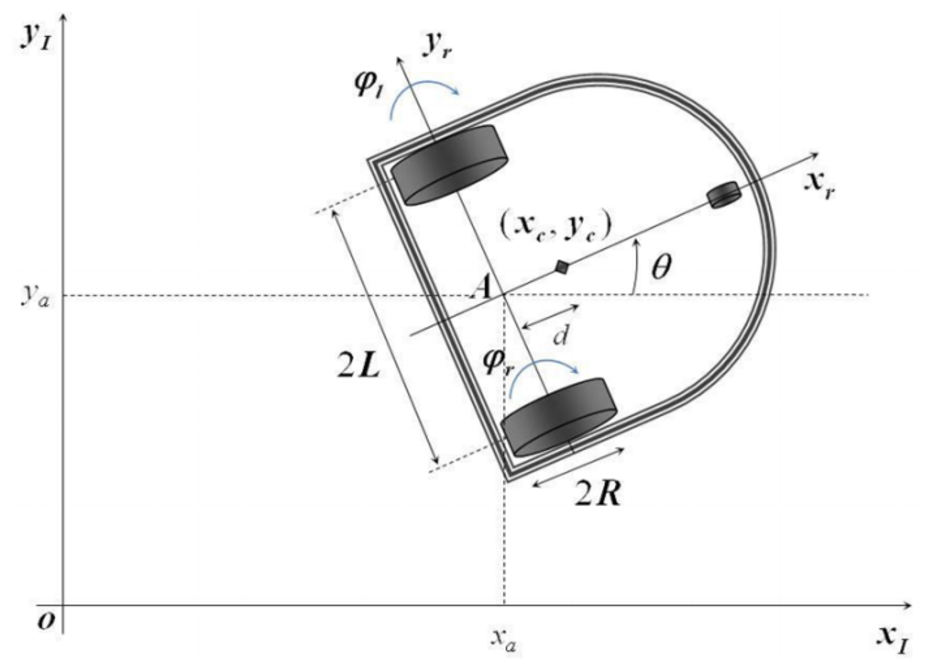 y_I
y_r
φ_l
x_r
(x_c, y_c)
θ
A
y_a
d
2L
φ_r
2R
o
x_a
x_I